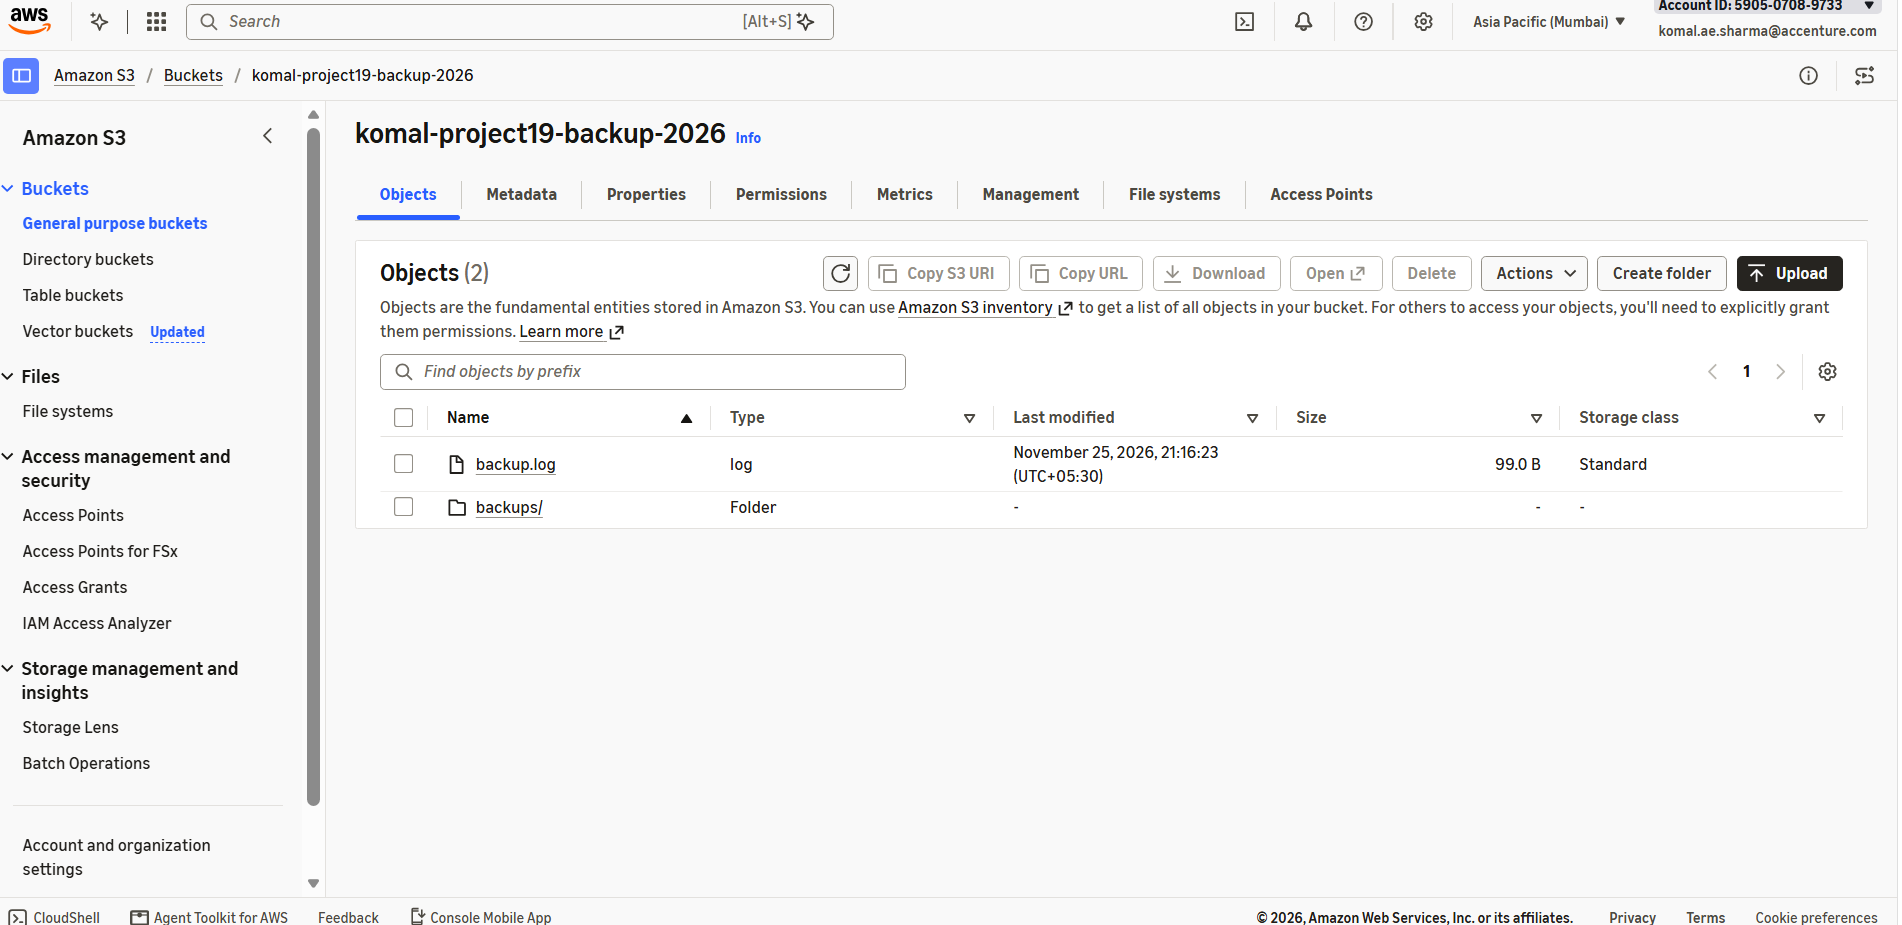 aws
Search
[Alt+S]
Asia Pacific (Mumbai)
Account ID: 5905-0708-9733
komal.ae.sharma@accenture.com
Amazon S3 / Buckets / komal-project19-backup-2026
Amazon S3
Buckets
General purpose buckets
Directory buckets
Table buckets
Vector buckets Updated
Files
File systems
Access management and
security
Access Points
Access Points for FSx
Access Grants
IAM Access Analyzer
Storage management and
insights
Storage Lens
Batch Operations
Account and organization
settings
komal-project19-backup-2026 Info
Objects
Metadata
Properties
Permissions
Metrics
Management
File systems
Access Points
Objects (2)
Copy S3 URI
Copy URL
Download
Open
Delete
Actions
Create folder
Upload
Objects are the fundamental entities stored in Amazon S3. You can use Amazon S3 inventory to get a list of all objects in your bucket. For others to access your objects, you'll need to explicitly grant
them permissions. Learn more
Find objects by prefix
1
Name Type Last modified Size Storage class
backup.log log November 25, 2026, 21:16:23
(UTC+05:30) 99.0 B Standard
backups/ Folder - - -
CloudShell
Agent Toolkit for AWS
Feedback
Console Mobile App
© 2026, Amazon Web Services, Inc. or its affiliates.
Privacy
Terms
Cookie preferences